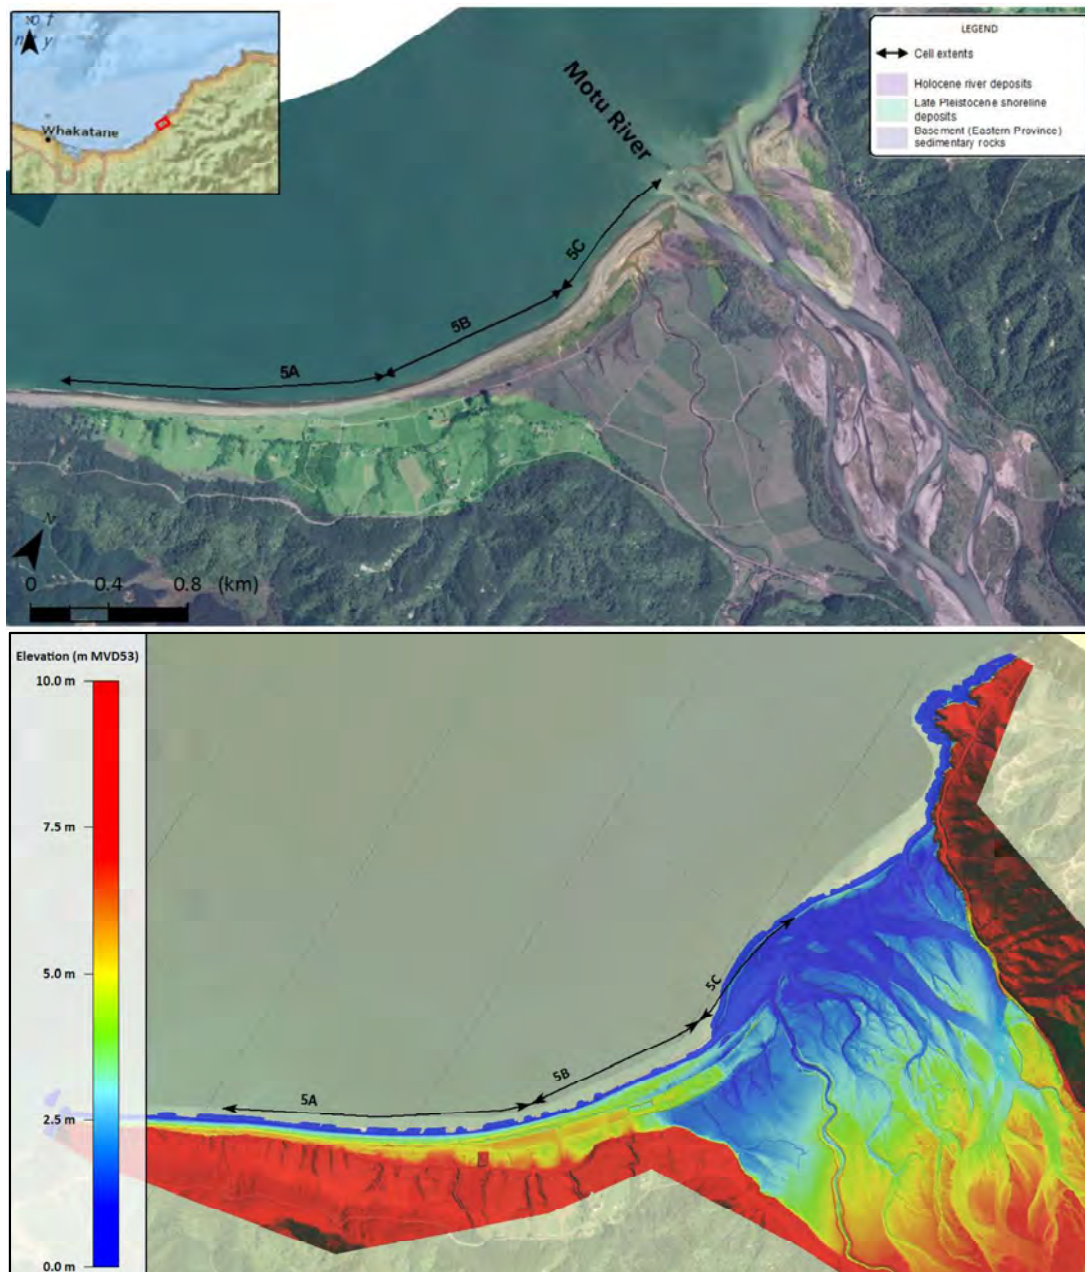 o f
n y
Whakatane
Motu River
LEGEND
Cell extents
Holocene river deposits
Late Pleistocene shoreline
deposits
Basement (Eastern Province)
sedimentary rocks
5C
5B
5A
N
0 0.4 0.8 (km)
Elevation (m MVD53)
10.0 m
7.5 m
5.0 m
2.5 m
0.0 m
5C
5B
5A